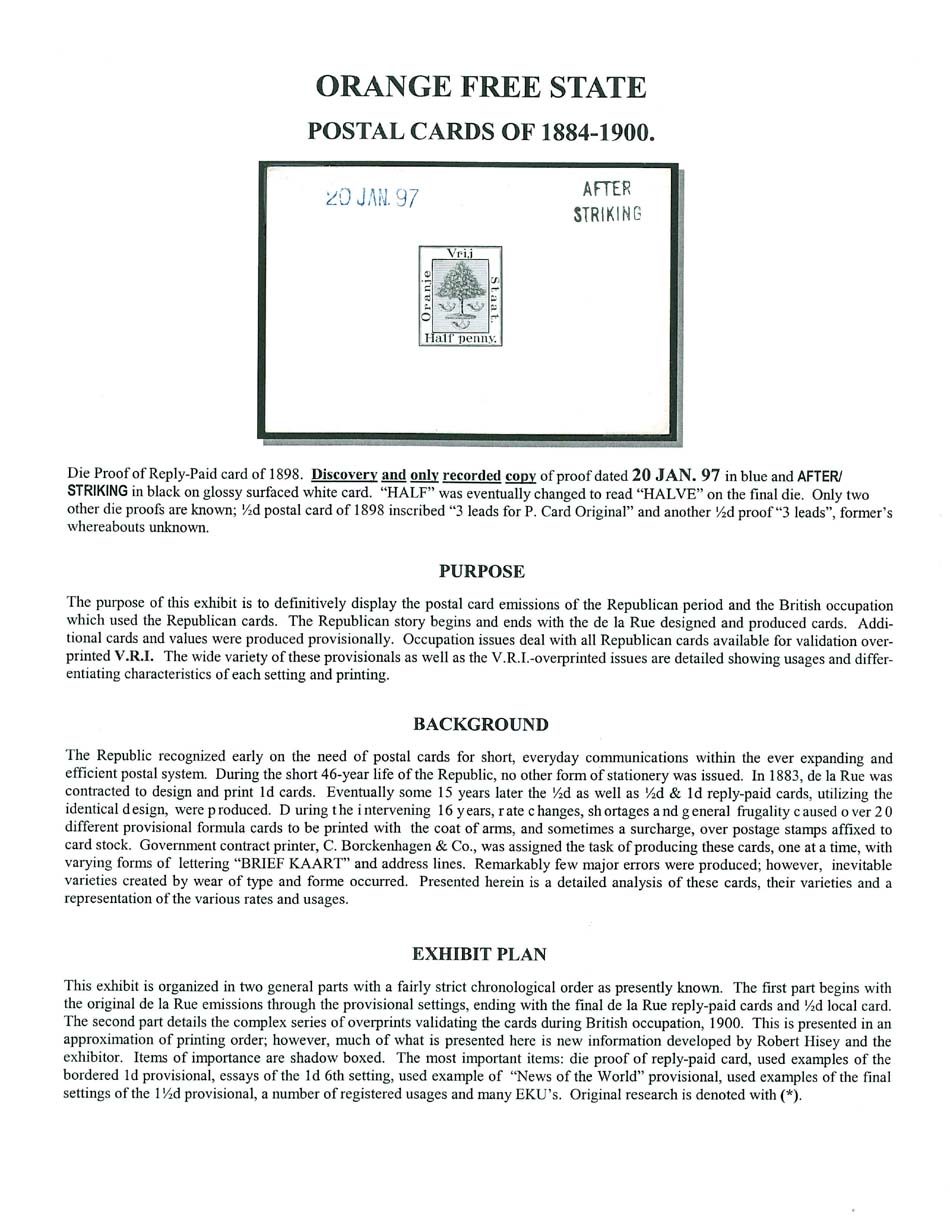 ORANGE FREE STATE
POSTAL CARDS OF 1884-1900.
20 JAN. 97
AFTER
STRIKING
Vrij
Oranje
Staat.
Half penny.
Die Proof of Reply-Paid card of 1898. Discovery and only recorded copy of proof dated 20 JAN. 97 in blue and AFTER/
STRIKING in black on glossy surfaced white card. “HALF” was eventually changed to read “HALVE” on the final die. Only two
other die proofs are known; ½d postal card of 1898 inscribed “3 leads for P. Card Original” and another ½d proof “3 leads”, former’s
whereabouts unknown.
PURPOSE
The purpose of this exhibit is to definitively display the postal card emissions of the Republican period and the British occupation
which used the Republican cards. The Republican story begins and ends with the de la Rue designed and produced cards. Addi-
tional cards and values were produced provisionally. Occupation issues deal with all Republican cards available for validation over-
printed V.R.I. The wide variety of these provisionals as well as the V.R.I.-overprinted issues are detailed showing usages and differ-
entiating characteristics of each setting and printing.
BACKGROUND
The Republic recognized early on the need of postal cards for short, everyday communications within the ever expanding and
efficient postal system. During the short 46-year life of the Republic, no other form of stationery was issued. In 1883, de la Rue was
contracted to design and print 1d cards. Eventually some 15 years later the ½d as well as ½d & 1d reply-paid cards, utilizing the
identical design, were produced. During the intervening 16 years, rate changes, shortages and general frugality caused over 20
different provisional formula cards to be printed with the coat of arms, and sometimes a surcharge, over postage stamps affixed to
card stock. Government contract printer, C. Borckenhagen & Co., was assigned the task of producing these cards, one at a time, with
varying forms of lettering “BRIEF KAART” and address lines. Remarkably few major errors were produced; however, inevitable
varieties created by wear of type and forme occurred. Presented herein is a detailed analysis of these cards, their varieties and a
representation of the various rates and usages.
EXHIBIT PLAN
This exhibit is organized in two general parts with a fairly strict chronological order as presently known. The first part begins with
the original de la Rue emissions through the provisional settings, ending with the final de la Rue reply-paid cards and ½d local card.
The second part details the complex series of overprints validating the cards during British occupation, 1900. This is presented in an
approximation of printing order; however, much of what is presented here is new information developed by Robert Hisey and the
exhibitor. Items of importance are shadow boxed. The most important items: die proof of reply-paid card, used examples of the
bordered 1d provisional, essays of the 1d 6th setting, used example of “News of the World” provisional, used examples of the final
settings of the 1½d provisional, a number of registered usages and many EKU’s. Original research is denoted with (*).